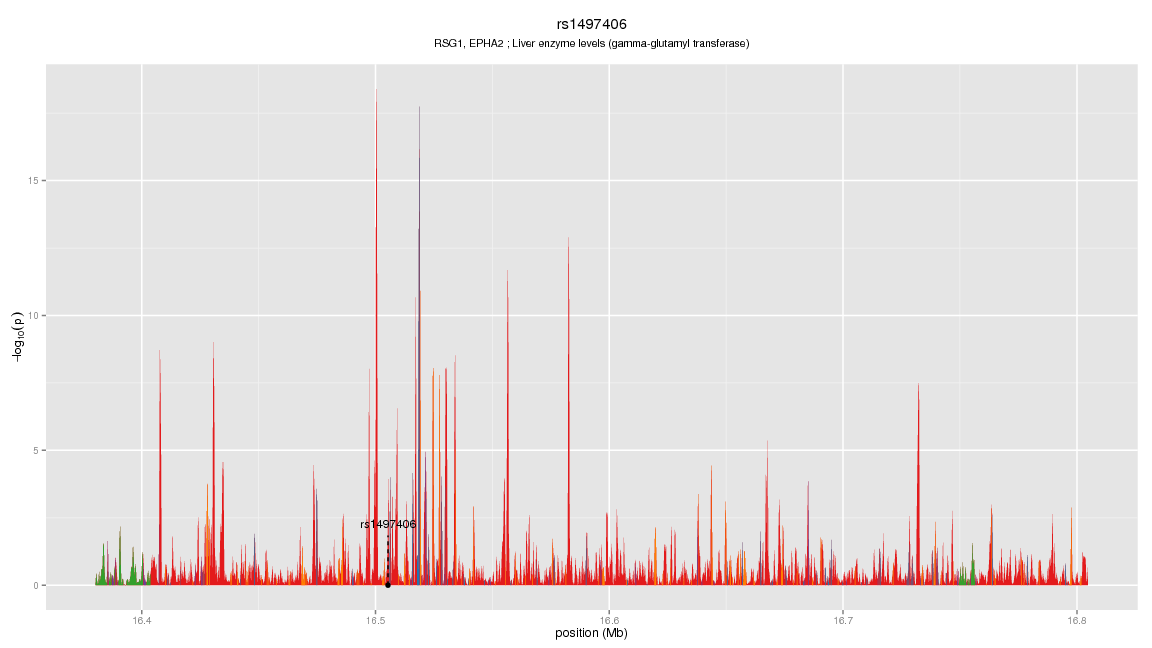 rs1497406
RSG1, EPHA2 ; Liver enzyme levels (gamma-glutamyl transferase)
−log10(p)
15
10
5
0
rs1497406
16.4 16.5 16.6 16.7 16.8
position (Mb)